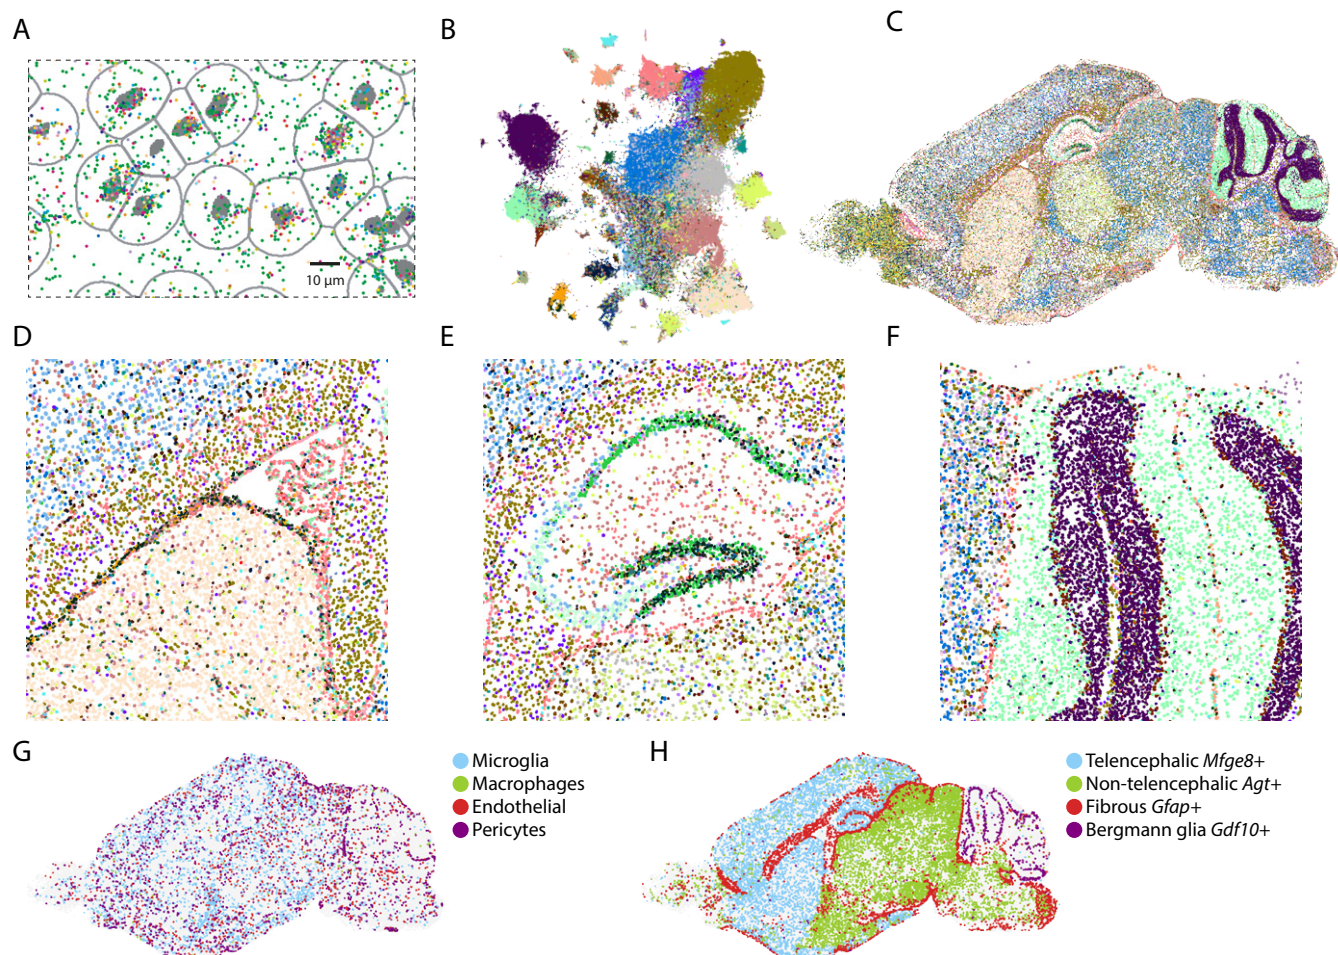 A
B
C
10 µm
D
E
F
G
Microglia
Macrophages
Endothelial
Pericytes
H
Telencephalic Mfge8+
Non-telencephalic Agt+
Fibrous Gfap+
Bergmann glia Gdf10+